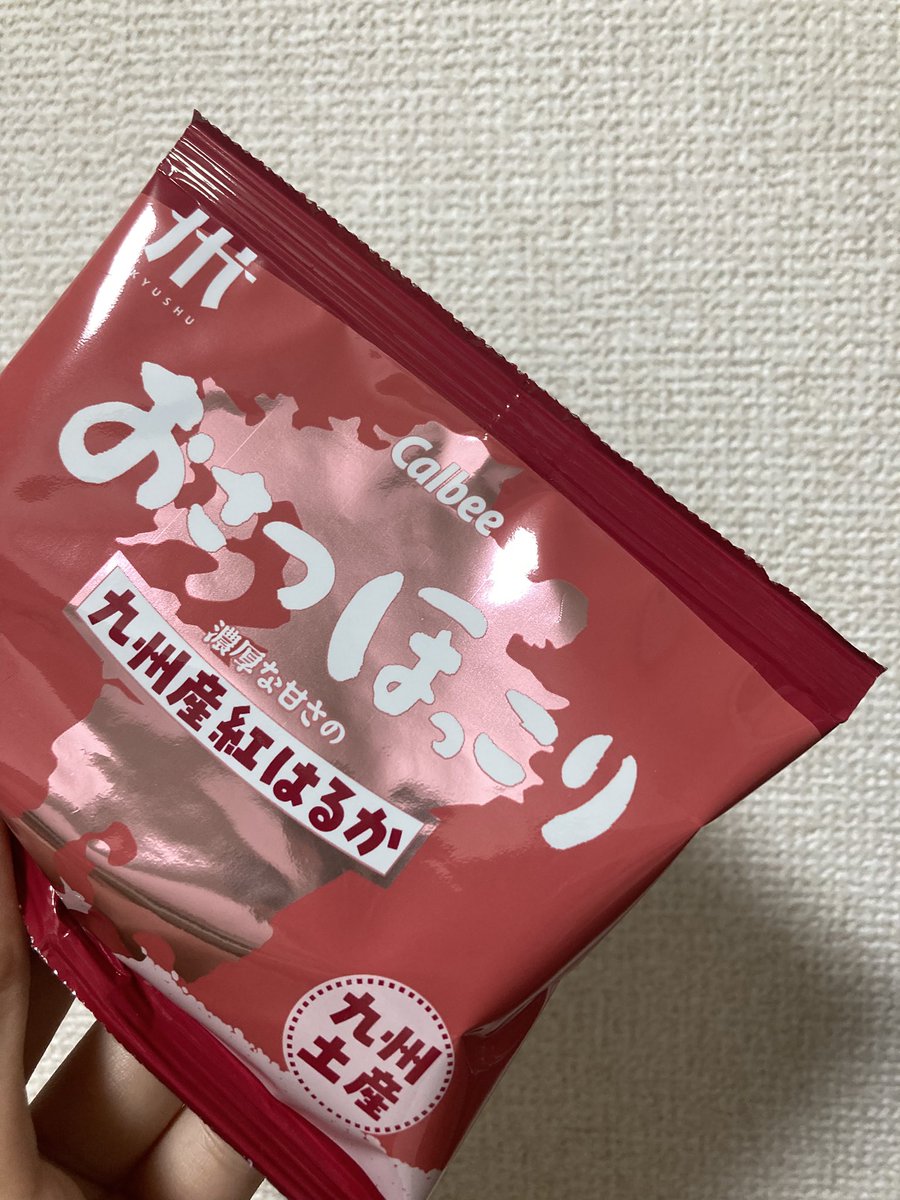 州
KYUSHU
Calbee
おさつほっこり
濃厚な甘さの
九州産紅はるか
九州
土産